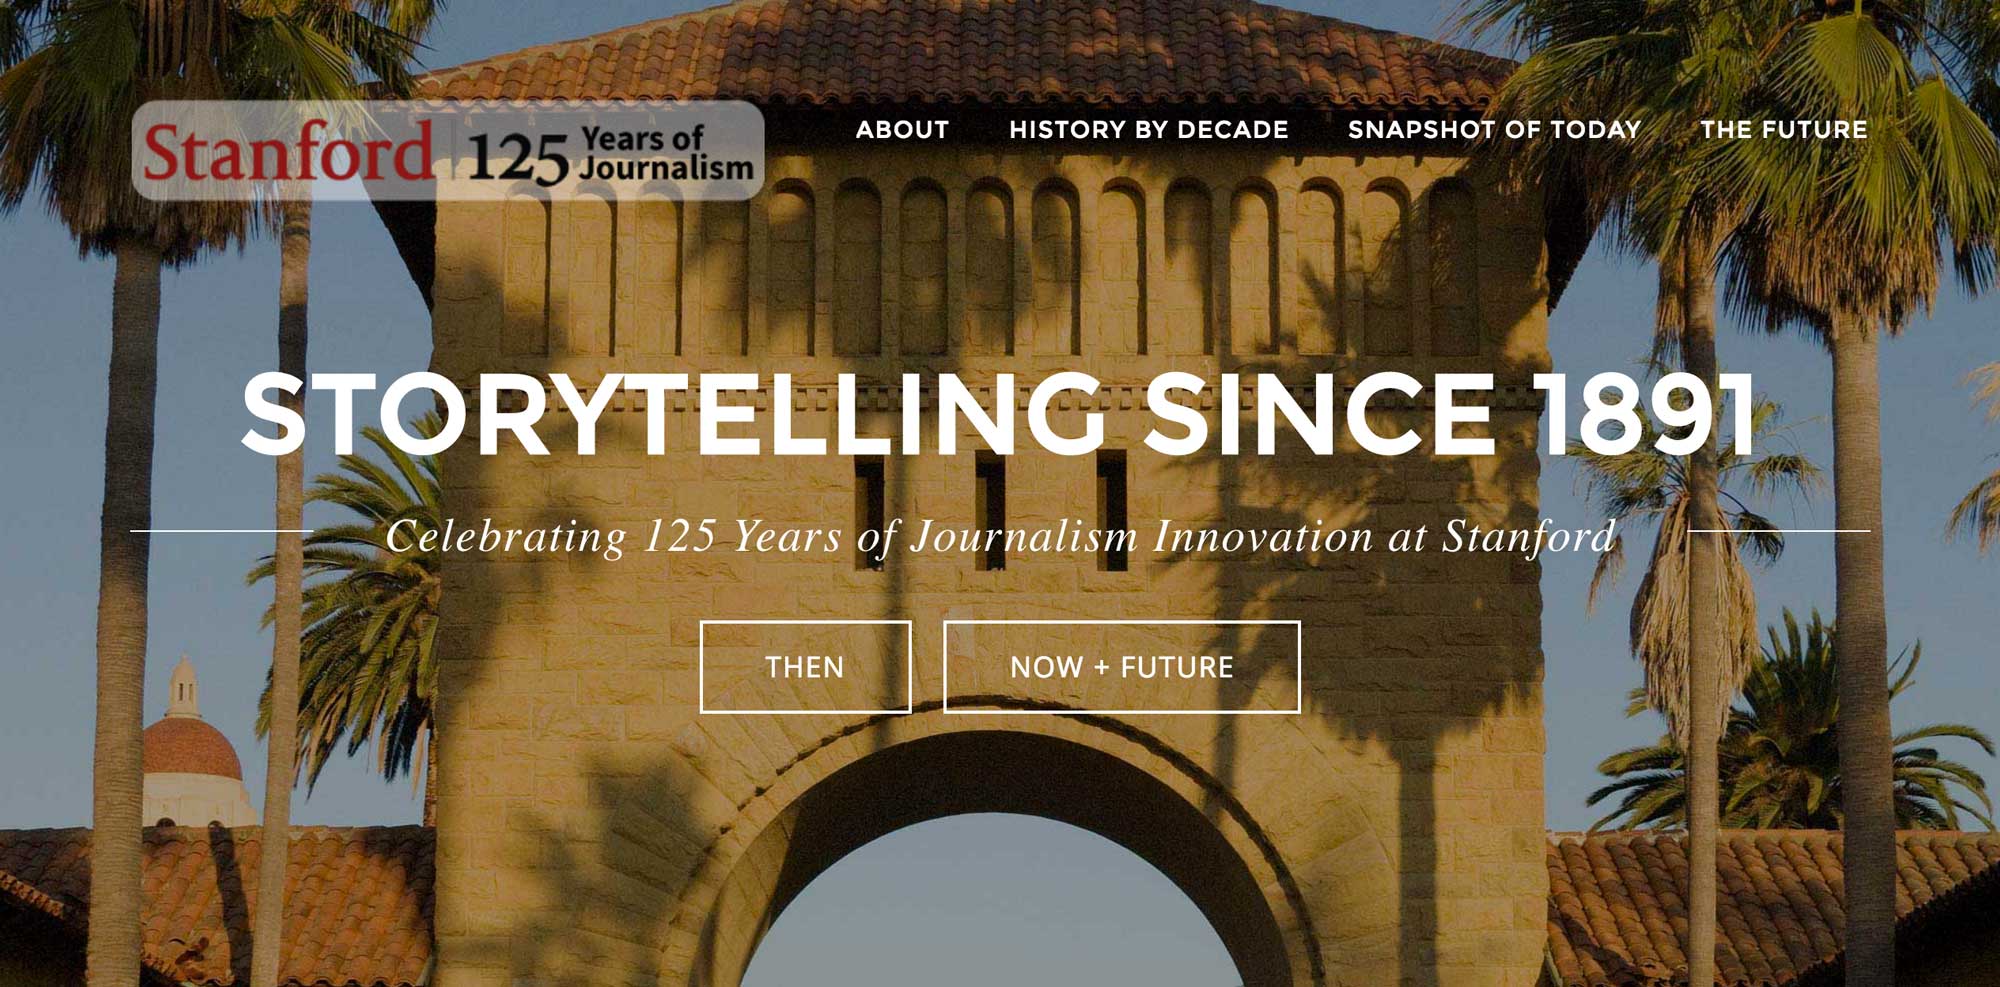 Stanford 125 Years of
Journalism
ABOUT HISTORY BY DECADE SNAPSHOT OF TODAY THE FUTURE
STORYTELLING SINCE 1891
Celebrating 125 Years of Journalism Innovation at Stanford
THEN NOW + FUTURE